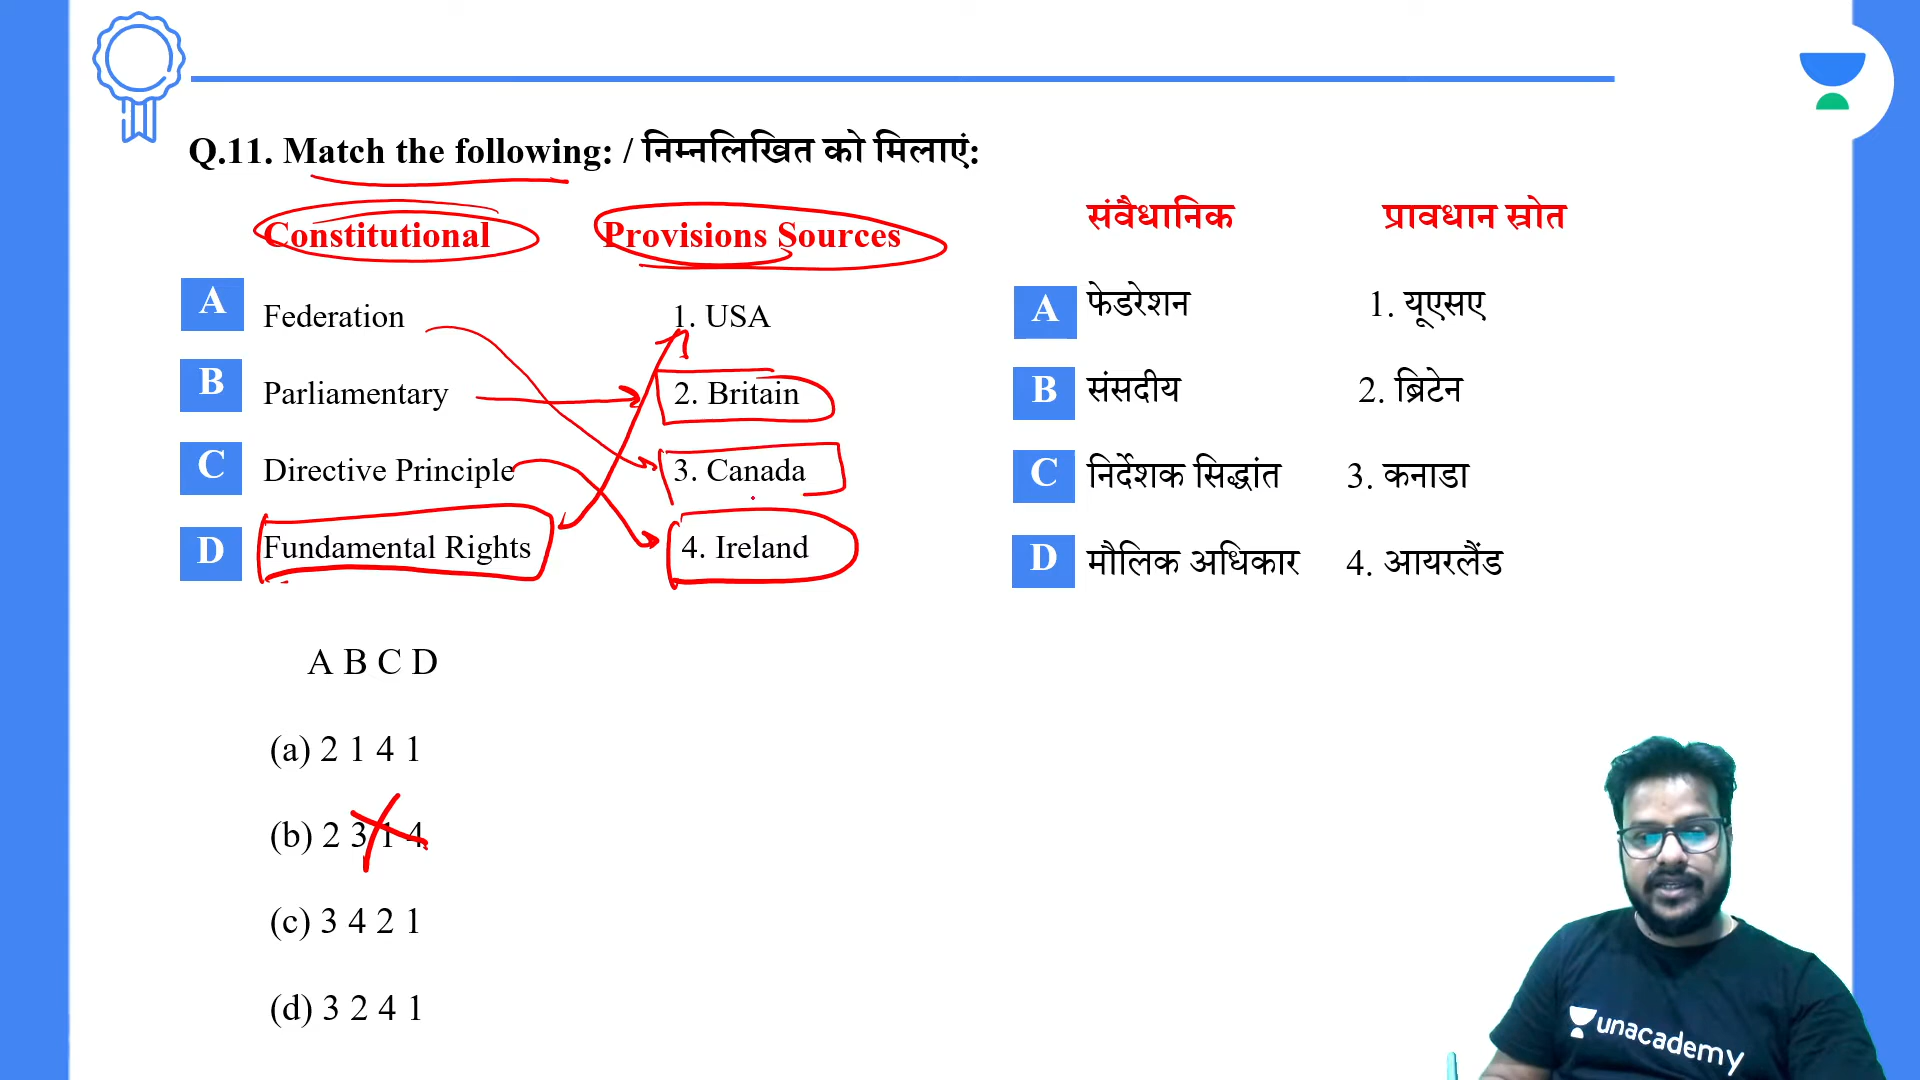 Q.11. Match the following: / निम्नलिखित को मिलाएं:
Constitutional Provisions Sources
A Federation 1. USA
B Parliamentary 2. Britain
C Directive Principle 3. Canada
D Fundamental Rights 4. Ireland
संवैधानिक प्रावधान स्रोत
A फेडरेशन 1. यूएसए
B संसदीय 2. ब्रिटेन
C निर्देशक सिद्धांत 3. कनाडा
D मौलिक अधिकार 4. आयरलैंड
A B C D
(a) 2 1 4 1
(b) 2 3 1 4
(c) 3 4 2 1
(d) 3 2 4 1
unacademy